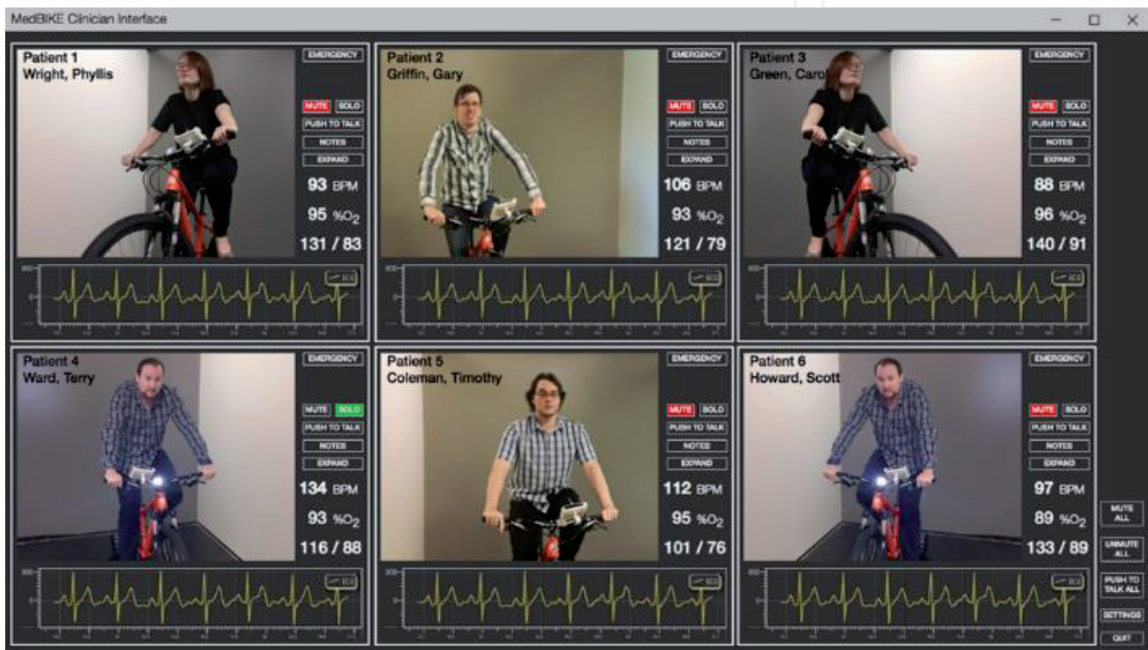 MedBIKE Clinician Interface
Patient 1
Wright, Phyllis
EMERGENCY
MUTE SOLO
PUSH TO TALK
NOTES
EXPAND
93 BPM
95 %O2
131 / 83
ECG
Patient 2
Griffin, Gary
EMERGENCY
MUTE SOLO
PUSH TO TALK
NOTES
EXPAND
106 BPM
93 %O2
121 / 79
ECG
Patient 3
Green, Caro
EMERGENCY
MUTE SOLO
PUSH TO TALK
NOTES
EXPAND
88 BPM
96 %O2
140 / 91
ECG
Patient 4
Ward, Terry
EMERGENCY
MUTE SOLO
PUSH TO TALK
NOTES
EXPAND
134 BPM
93 %O2
116 / 88
ECG
Patient 5
Coleman, Timothy
EMERGENCY
MUTE SOLO
PUSH TO TALK
NOTES
EXPAND
112 BPM
95 %O2
101 / 76
ECG
Patient 6
Howard, Scott
EMERGENCY
MUTE SOLO
PUSH TO TALK
NOTES
EXPAND
97 BPM
89 %O2
133 / 89
ECG
MUTE
ALL
UNMUTE
ALL
PUSH TO
TALK ALL
SETTINGS
QUIT